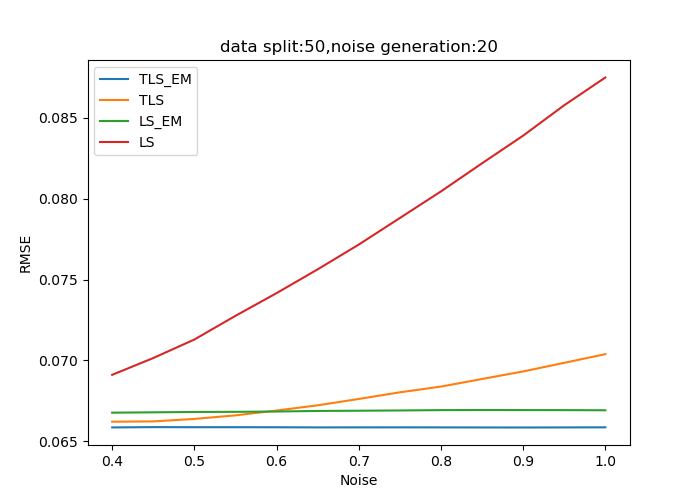 data split:50,noise generation:20
TLS_EM
TLS
LS_EM
LS
0.085
0.080
0.075
0.070
0.065
RMSE
0.4 0.5 0.6 0.7 0.8 0.9 1.0
Noise